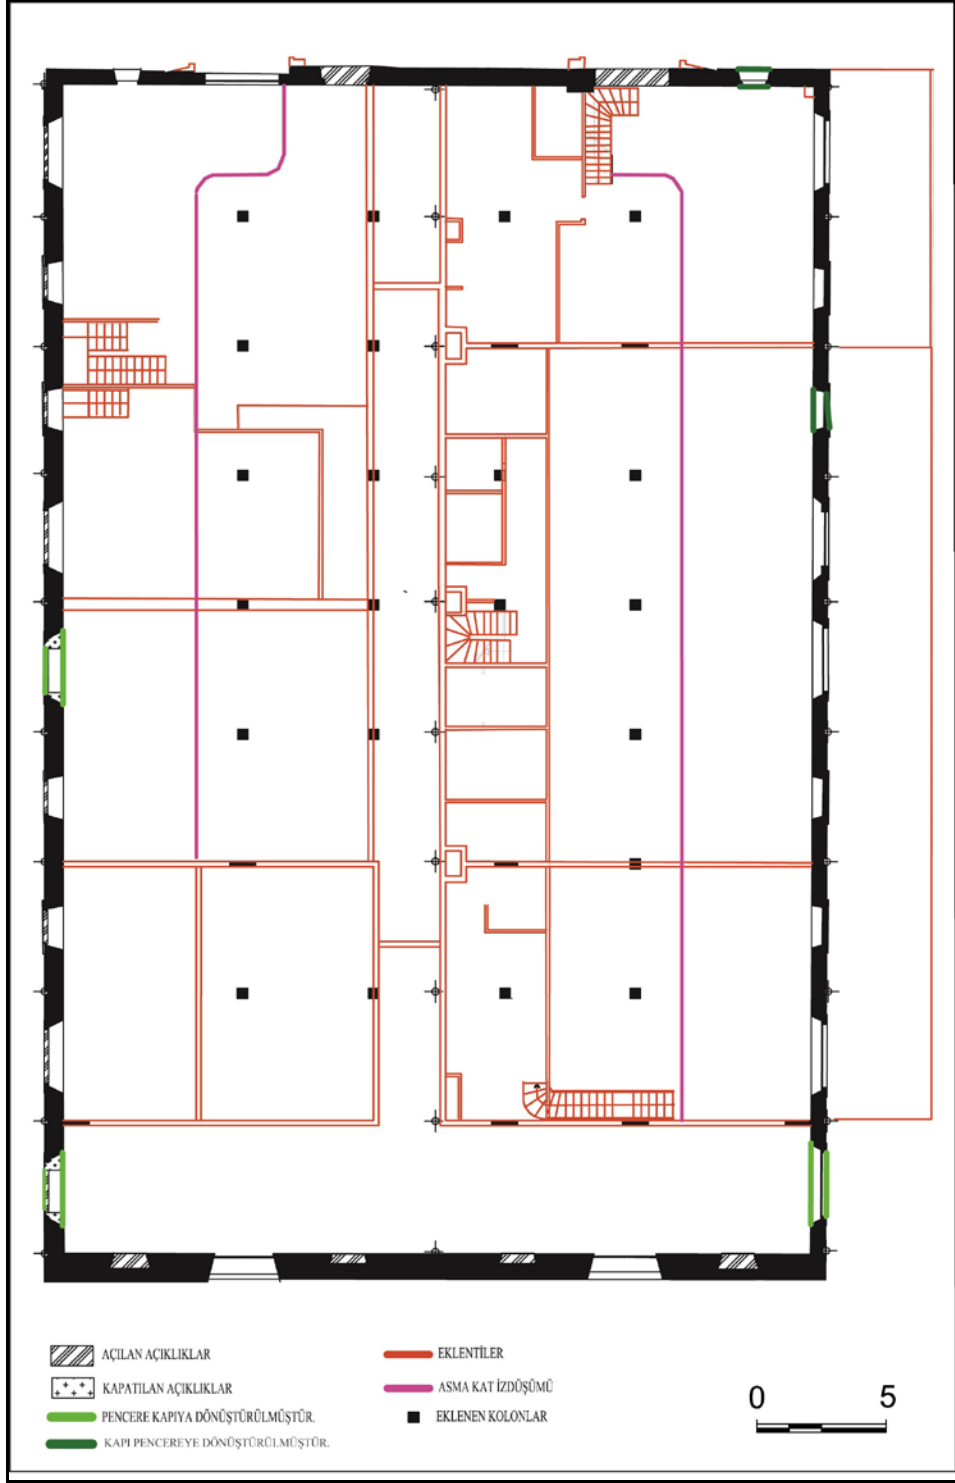 AÇILAN AÇIKLIKLAR
KAPATILAN AÇIKLIKLAR
PENCERE KAPIYA DÖNÜŞTÜRÜLMÜŞTÜR.
KAPI PENCEREYE DÖNÜŞTÜRÜLMÜŞTÜR.
EKLENTİLER
ASMA KAT İZDÜŞÜMÜ
EKLENEN KOLONLAR
0 5